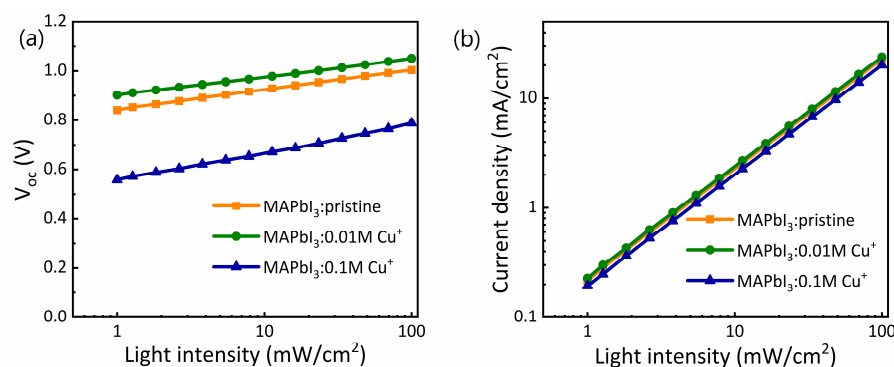 (a)
V_oc (V)
1.2
1.0
0.8
0.6
0.4
0.2
0.0
MAPbI₃:pristine
MAPbI₃:0.01M Cu⁺
MAPbI₃:0.1M Cu⁺
1
10
100
Light intensity (mW/cm²)
(b)
Current density (mA/cm²)
10
1
0.1
MAPbI₃:pristine
MAPbI₃:0.01M Cu⁺
MAPbI₃:0.1M Cu⁺
1
10
100
Light intensity (mW/cm²)